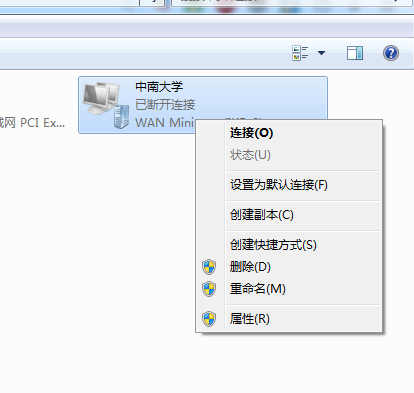 中南大学
已断开连接
网 PCI Ex...
WAN Mini
连接(O)
状态(U)
设置为默认连接(F)
创建副本(C)
创建快捷方式(S)
删除(D)
重命名(M)
属性(R)